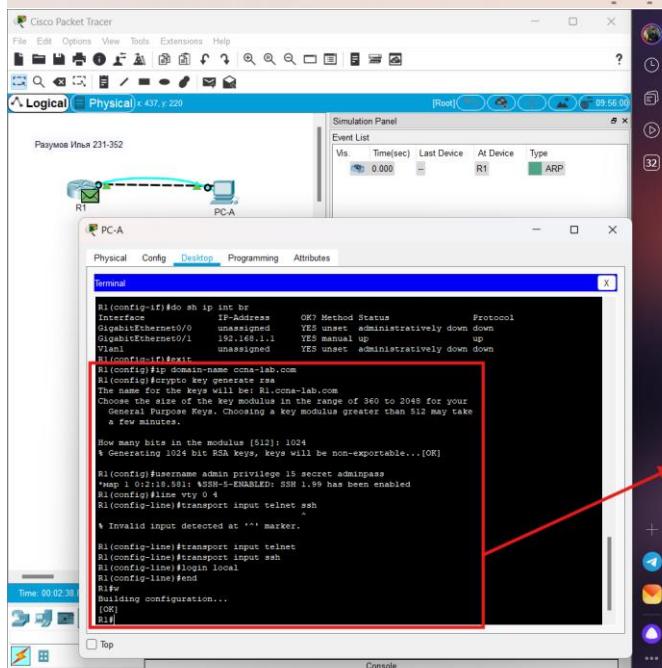 Cisco Packet Tracer
File Edit Options View Tools Extensions Help
?
Logical Physical x: 437, y: 220 [Root] 09:56:00
Simulation Panel
Event List
Vis. Time(sec) Last Device At Device Type
0.000 -- R1 ARP
Разумов Илья 231-352
R1
PC-A
32
PC-A
Physical Config Desktop Programming Attributes
Terminal X
R1(config-if)#do sh ip int br
Interface IP-Address OK? Method Status Protocol
GigabitEthernet0/0 unassigned YES unset administratively down down
GigabitEthernet0/1 192.168.1.1 YES manual up up
Vlan1 unassigned YES unset administratively down down
R1(config-if)#exit
R1(config)#ip domain-name ccna-lab.com
R1(config)#crypto key generate rsa
The name for the keys will be: R1.ccna-lab.com
Choose the size of the key modulus in the range of 360 to 2048 for your
General Purpose Keys. Choosing a key modulus greater than 512 may take
a few minutes.
How many bits in the modulus [512]: 1024
% Generating 1024 bit RSA keys, keys will be non-exportable...[OK]
R1(config)#username admin privilege 15 secret adminpass
*мар 1 0:2:18.581: %SSH-5-ENABLED: SSH 1.99 has been enabled
R1(config)#line vty 0 4
R1(config-line)#transport input telnet ssh
^
% Invalid input detected at '^' marker.
R1(config-line)#transport input telnet
R1(config-line)#transport input ssh
R1(config-line)#login local
R1(config-line)#end
R1#w
Building configuration...
[OK]
R1#
Time: 00:02:38
Top
Console